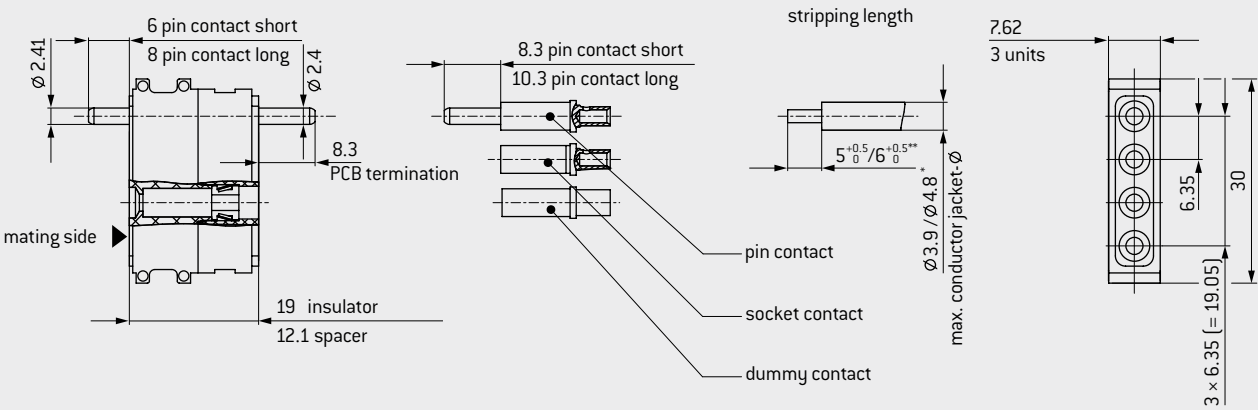 6 pin contact short
8 pin contact long
Ø 2.41
Ø 2.4
8.3
PCB termination
mating side
19 insulator
12.1 spacer
8.3 pin contact short
10.3 pin contact long
pin contact
socket contact
dummy contact
stripping length
5 +0.5 0 /6 +0.5** 0
Ø 3.9 / Ø 4.8*
max. conductor jacket-Ø
7.62
3 units
6.35
30
3 × 6.35 (= 19.05)